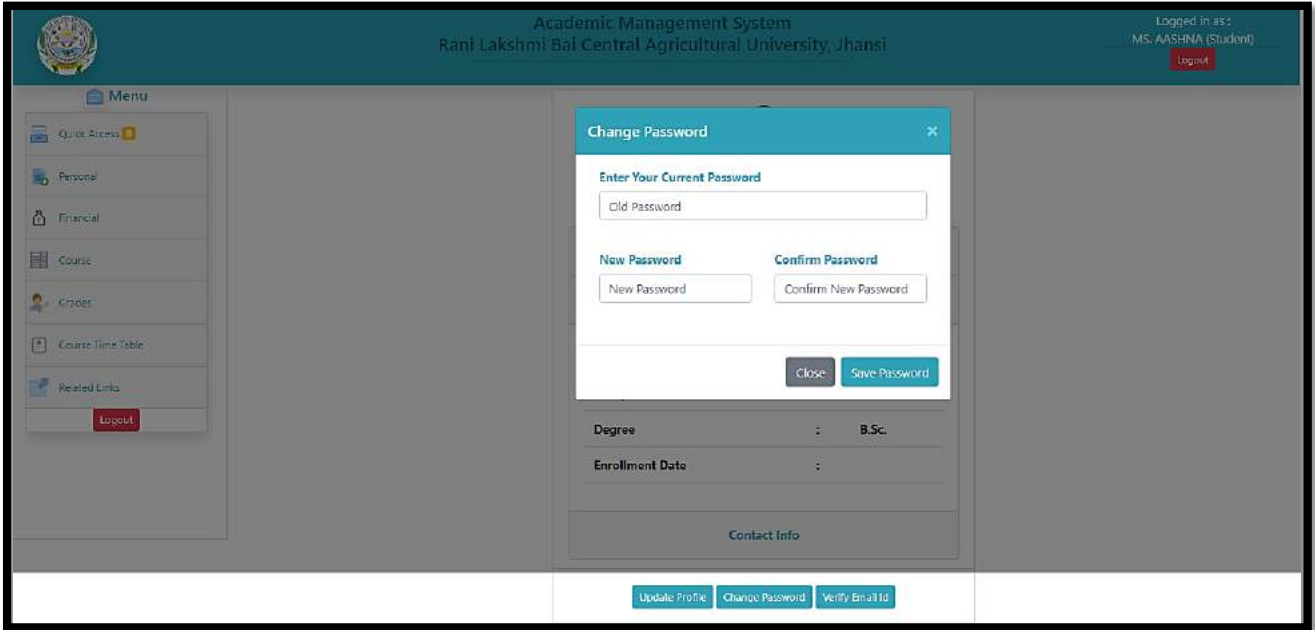 Academic Management System
Rani Lakshmi Bai Central Agricultural University, Jhansi
Logged in as :
MS. AASHNA (Student)
Logout
Menu
Quick Access
Personal
Financial
Course
Grades
Course Time Table
Related Links
Logout
Change Password ×
Enter Your Current Password
Old Password
New Password Confirm Password
New Password Confirm New Password
Close Save Password
Degree : B.Sc.
Enrollment Date :
Contact Info
Update Profile Change Password Verify Email Id